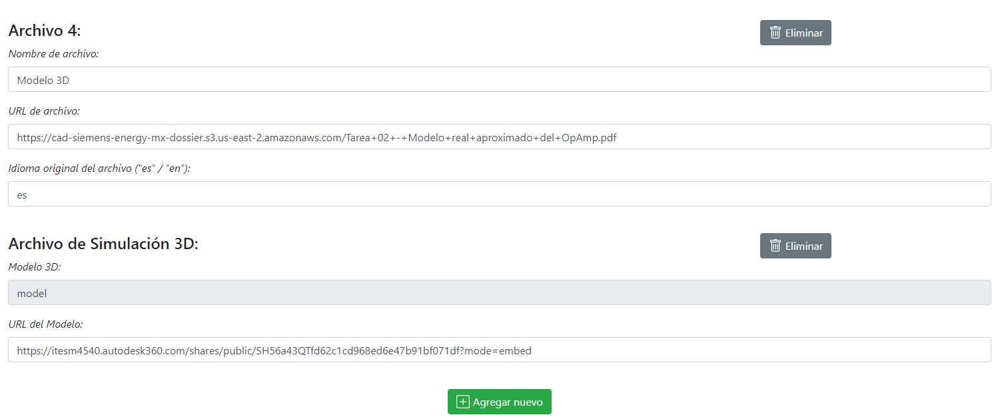 Archivo 4:
Eliminar
Nombre de archivo:
Modelo 3D
URL de archivo:
https://cad-siemens-energy-mx-dossier.s3.us-east-2.amazonaws.com/Tarea+02+-+Modelo+real+aproximado+del+OpAmp.pdf
Idioma original del archivo ("es" / "en"):
es
Archivo de Simulación 3D:
Eliminar
Modelo 3D:
model
URL del Modelo:
https://itesm4540.autodesk360.com/shares/public/SH56a43QTfd62c1cd968ed6e47b91bf071df?mode=embed
Agregar nuevo